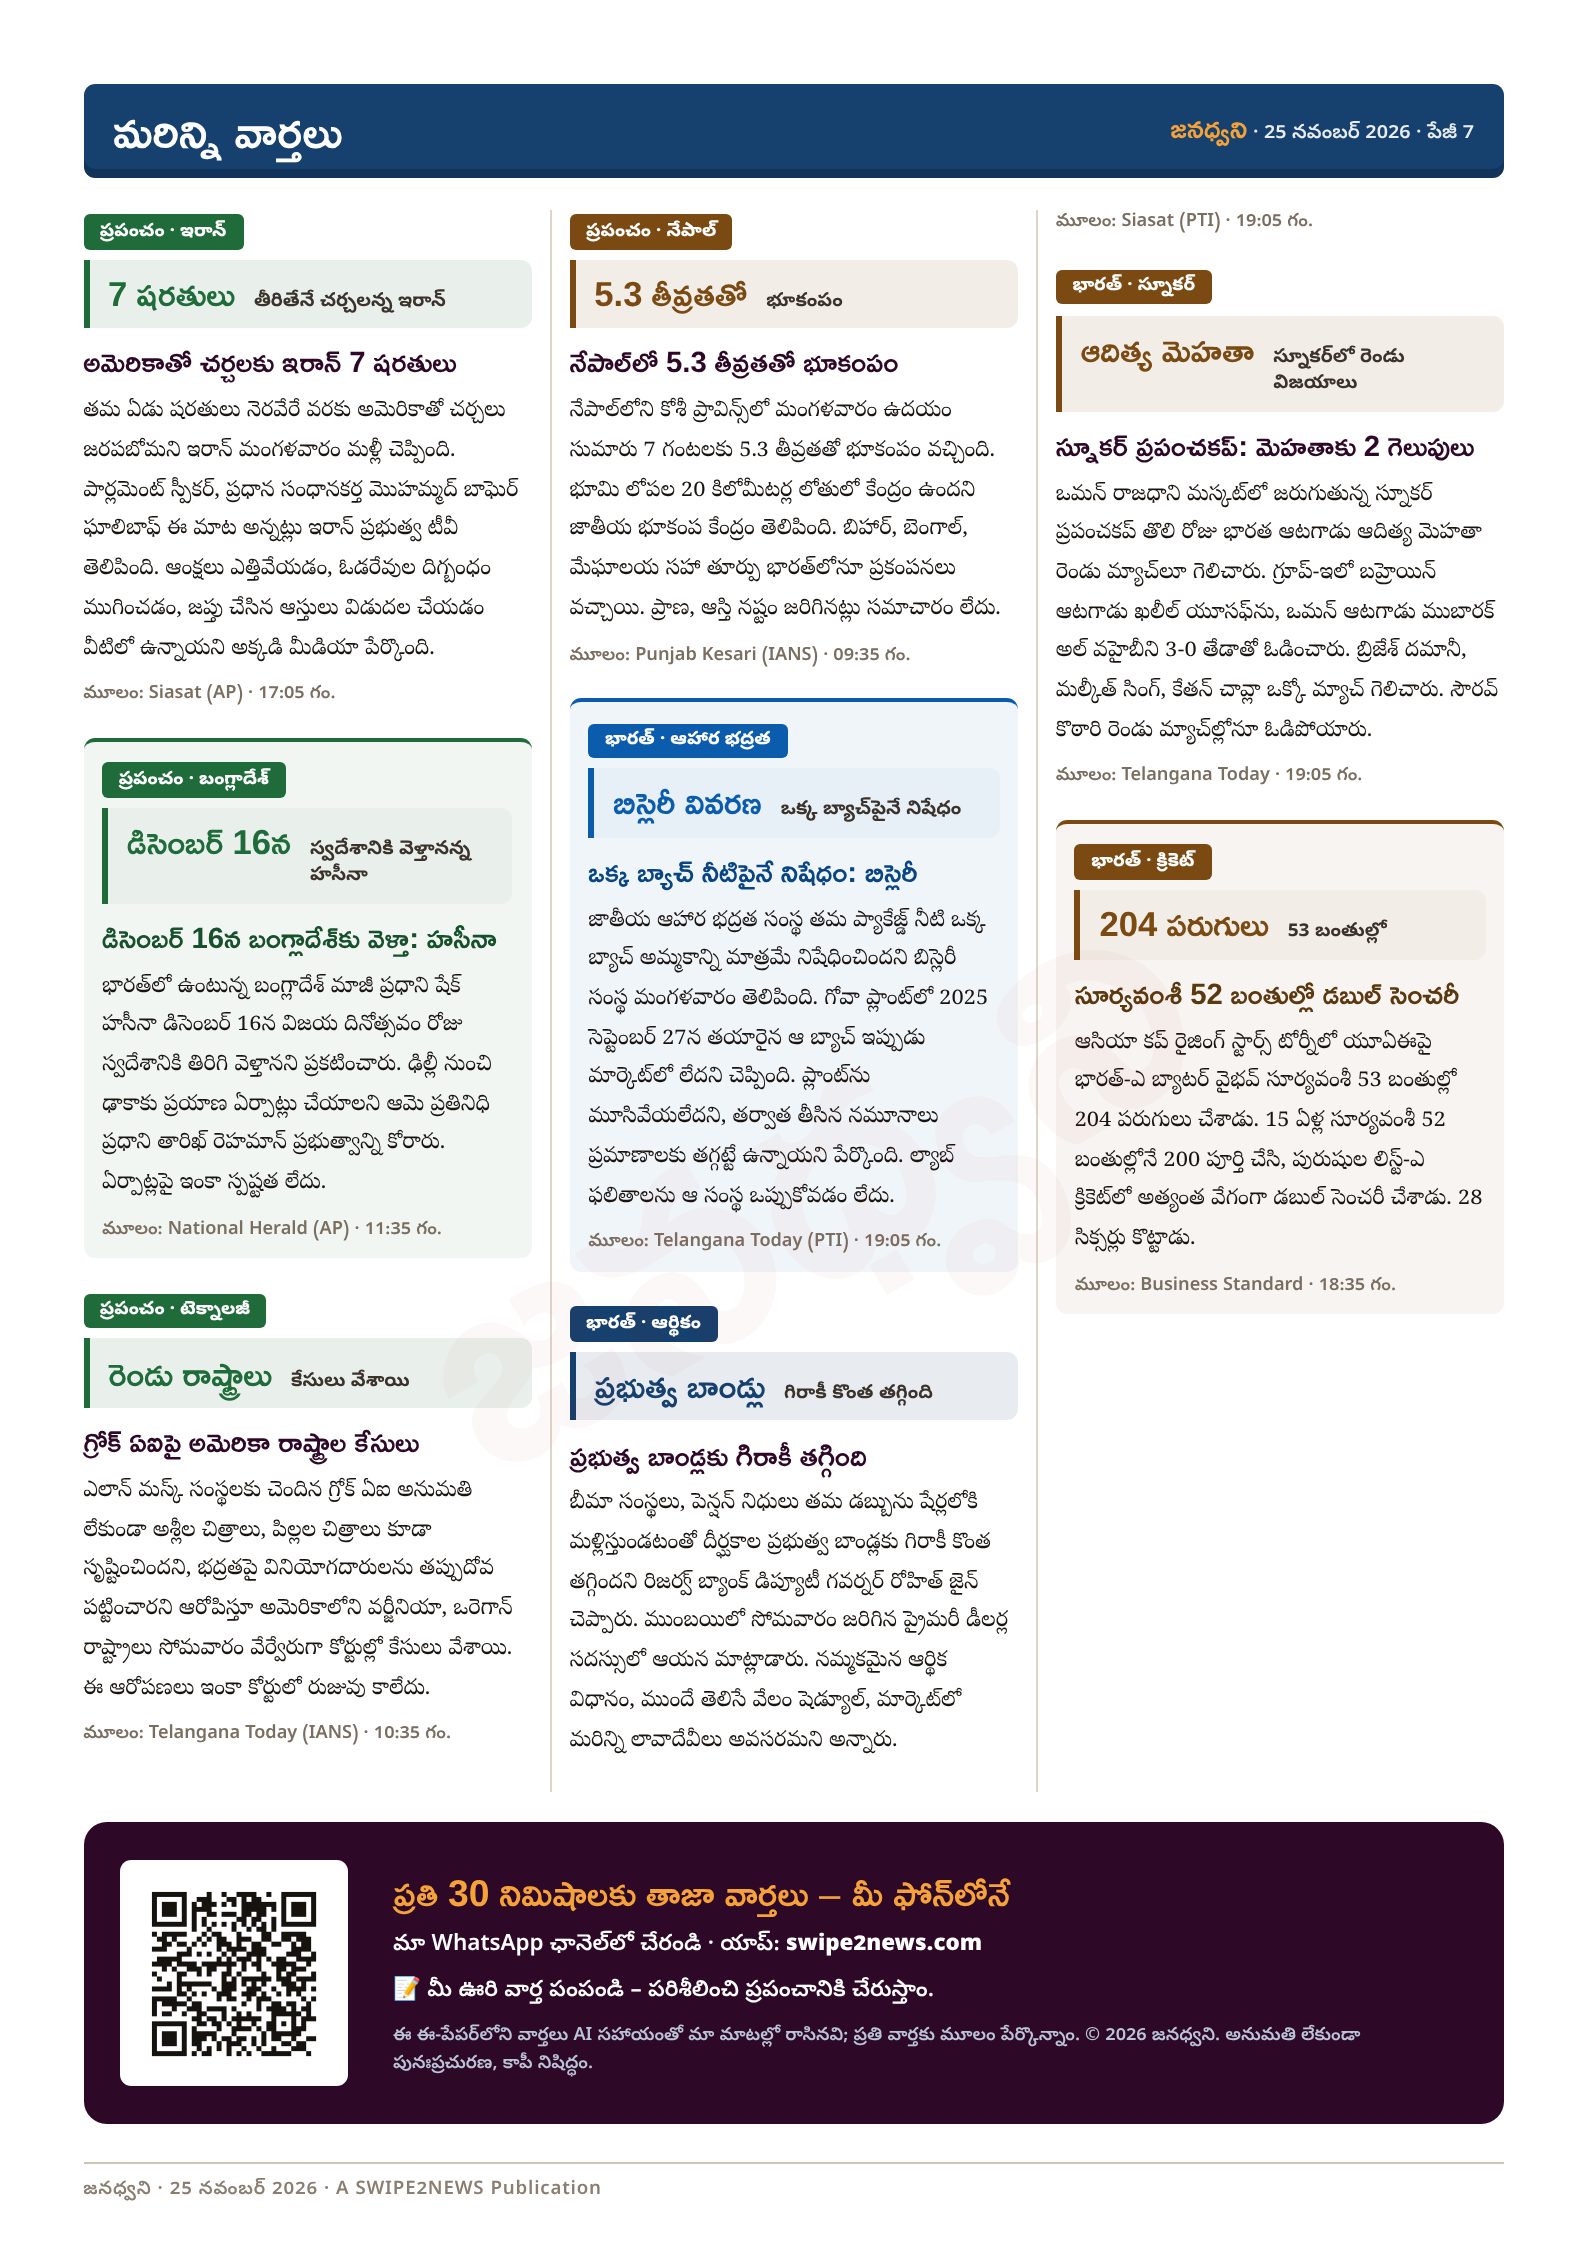 మరిన్ని వార్తలు
జనధ్వని · 25 నవంబర్ 2026 · పేజీ 7
ప్రపంచం · ఇరాన్
7 షరతులు తీరితేనే చర్చలన్న ఇరాన్
అమెరికాతో చర్చలకు ఇరాన్ 7 షరతులు
తమ ఏడు షరతులు నెరవేరే వరకు అమెరికాతో చర్చలు
జరపబోమని ఇరాన్ మంగళవారం మళ్లీ చెప్పింది.
పార్లమెంట్ స్పీకర్, ప్రధాన సంధానకర్త మొహమ్మద్ బాఘెర్
ఘాలిబాఫ్ ఈ మాట అన్నట్లు ఇరాన్ ప్రభుత్వ టీవీ
తెలిపింది. ఆంక్షలు ఎత్తివేయడం, ఓడరేవుల దిగ్బంధం
ముగించడం, జప్తు చేసిన ఆస్తులు విడుదల చేయడం
వీటిలో ఉన్నాయని అక్కడి మీడియా పేర్కొంది.
మూలం: Siasat (AP) · 17:05 గం.
ప్రపంచం · బంగ్లాదేశ్
డిసెంబర్ 16న స్వదేశానికి వెళ్తానన్న
హసీనా
డిసెంబర్ 16న బంగ్లాదేశ్‌కు వెళ్తా: హసీనా
భారత్‌లో ఉంటున్న బంగ్లాదేశ్ మాజీ ప్రధాని షేక్
హసీనా డిసెంబర్ 16న విజయ దినోత్సవం రోజు
స్వదేశానికి తిరిగి వెళ్తానని ప్రకటించారు. ఢిల్లీ నుంచి
ఢాకాకు ప్రయాణ ఏర్పాట్లు చేయాలని ఆమె ప్రతినిధి
ప్రధాని తారిఖ్ రెహమాన్ ప్రభుత్వాన్ని కోరారు.
ఏర్పాట్లపై ఇంకా స్పష్టత లేదు.
మూలం: National Herald (AP) · 11:35 గం.
ప్రపంచం · టెక్నాలజీ
రెండు రాష్ట్రాలు కేసులు వేశాయి
గ్రోక్ ఏఐపై అమెరికా రాష్ట్రాల కేసులు
ఎలాన్ మస్క్ సంస్థలకు చెందిన గ్రోక్ ఏఐ అనుమతి
లేకుండా అశ్లీల చిత్రాలు, పిల్లల చిత్రాలు కూడా
సృష్టించిందని, భద్రతపై వినియోగదారులను తప్పుదోవ
పట్టించారని ఆరోపిస్తూ అమెరికాలోని వర్జీనియా, ఒరెగాన్
రాష్ట్రాలు సోమవారం వేర్వేరుగా కోర్టుల్లో కేసులు వేశాయి.
ఈ ఆరోపణలు ఇంకా కోర్టులో రుజువు కాలేదు.
మూలం: Telangana Today (IANS) · 10:35 గం.
ప్రపంచం · నేపాల్
5.3 తీవ్రతతో భూకంపం
నేపాల్‌లో 5.3 తీవ్రతతో భూకంపం
నేపాల్‌లోని కోశీ ప్రావిన్స్‌లో మంగళవారం ఉదయం
సుమారు 7 గంటలకు 5.3 తీవ్రతతో భూకంపం వచ్చింది.
భూమి లోపల 20 కిలోమీటర్ల లోతులో కేంద్రం ఉందని
జాతీయ భూకంప కేంద్రం తెలిపింది. బిహార్, బెంగాల్,
మేఘాలయ సహా తూర్పు భారత్‌లోనూ ప్రకంపనలు
వచ్చాయి. ప్రాణ, ఆస్తి నష్టం జరిగినట్లు సమాచారం లేదు.
మూలం: Punjab Kesari (IANS) · 09:35 గం.
భారత్ · ఆహార భద్రత
బిస్లెరీ వివరణ ఒక్క బ్యాచ్‌పైనే నిషేధం
ఒక్క బ్యాచ్ నీటిపైనే నిషేధం: బిస్లెరీ
జాతీయ ఆహార భద్రత సంస్థ తమ ప్యాకేజ్డ్ నీటి ఒక్క
బ్యాచ్ అమ్మకాన్ని మాత్రమే నిషేధించిందని బిస్లెరీ
సంస్థ మంగళవారం తెలిపింది. గోవా ప్లాంట్‌లో 2025
సెప్టెంబర్ 27న తయారైన ఆ బ్యాచ్ ఇప్పుడు
మార్కెట్‌లో లేదని చెప్పింది. ప్లాంట్‌ను
మూసివేయలేదని, తర్వాత తీసిన నమూనాలు
ప్రమాణాలకు తగ్గట్టే ఉన్నాయని పేర్కొంది. ల్యాబ్
ఫలితాలను ఆ సంస్థ ఒప్పుకోవడం లేదు.
మూలం: Telangana Today (PTI) · 19:05 గం.
భారత్ · ఆర్థికం
ప్రభుత్వ బాండ్లు గిరాకీ కొంత తగ్గింది
ప్రభుత్వ బాండ్లకు గిరాకీ తగ్గింది
బీమా సంస్థలు, పెన్షన్ నిధులు తమ డబ్బును షేర్లలోకి
మళ్లిస్తుండటంతో దీర్ఘకాల ప్రభుత్వ బాండ్లకు గిరాకీ కొంత
తగ్గిందని రిజర్వ్ బ్యాంక్ డిప్యూటీ గవర్నర్ రోహిత్ జైన్
చెప్పారు. ముంబయిలో సోమవారం జరిగిన ప్రైమరీ డీలర్ల
సదస్సులో ఆయన మాట్లాడారు. నమ్మకమైన ఆర్థిక
విధానం, ముందే తెలిసే వేలం షెడ్యూల్, మార్కెట్‌లో
మరిన్ని లావాదేవీలు అవసరమని అన్నారు.
మూలం: Siasat (PTI) · 19:05 గం.
భారత్ · స్నూకర్
ఆదిత్య మెహతా స్నూకర్‌లో రెండు
విజయాలు
స్నూకర్ ప్రపంచకప్: మెహతాకు 2 గెలుపులు
ఒమన్ రాజధాని మస్కట్‌లో జరుగుతున్న స్నూకర్
ప్రపంచకప్ తొలి రోజు భారత ఆటగాడు ఆదిత్య మెహతా
రెండు మ్యాచ్‌లూ గెలిచారు. గ్రూప్-ఇలో బహ్రెయిన్
ఆటగాడు ఖలీల్ యూసఫ్‌ను, ఒమన్ ఆటగాడు ముబారక్
అల్ వహైబీని 3-0 తేడాతో ఓడించారు. బ్రిజేశ్ దమానీ,
మల్కీత్ సింగ్, కేతన్ చావ్లా ఒక్కో మ్యాచ్ గెలిచారు. సౌరవ్
కొఠారి రెండు మ్యాచ్‌ల్లోనూ ఓడిపోయారు.
మూలం: Telangana Today · 19:05 గం.
భారత్ · క్రికెట్
204 పరుగులు 53 బంతుల్లో
సూర్యవంశీ 52 బంతుల్లో డబుల్ సెంచరీ
ఆసియా కప్ రైజింగ్ స్టార్స్ టోర్నీలో యూఏఈపై
భారత్-ఎ బ్యాటర్ వైభవ్ సూర్యవంశీ 53 బంతుల్లో
204 పరుగులు చేశాడు. 15 ఏళ్ల సూర్యవంశీ 52
బంతుల్లోనే 200 పూర్తి చేసి, పురుషుల లిస్ట్-ఎ
క్రికెట్‌లో అత్యంత వేగంగా డబుల్ సెంచరీ చేశాడు. 28
సిక్సర్లు కొట్టాడు.
మూలం: Business Standard · 18:35 గం.
జనధ్వని
ప్రతి 30 నిమిషాలకు తాజా వార్తలు — మీ ఫోన్‌లోనే
మా WhatsApp ఛానెల్‌లో చేరండి · యాప్: swipe2news.com
📝 మీ ఊరి వార్త పంపండి – పరిశీలించి ప్రపంచానికి చేరుస్తాం.
ఈ ఈ-పేపర్‌లోని వార్తలు AI సహాయంతో మా మాటల్లో రాసినవి; ప్రతి వార్తకు మూలం పేర్కొన్నాం. © 2026 జనధ్వని. అనుమతి లేకుండా
పునఃప్రచురణ, కాపీ నిషిద్ధం.
జనధ్వని · 25 నవంబర్ 2026 · A SWIPE2NEWS Publication